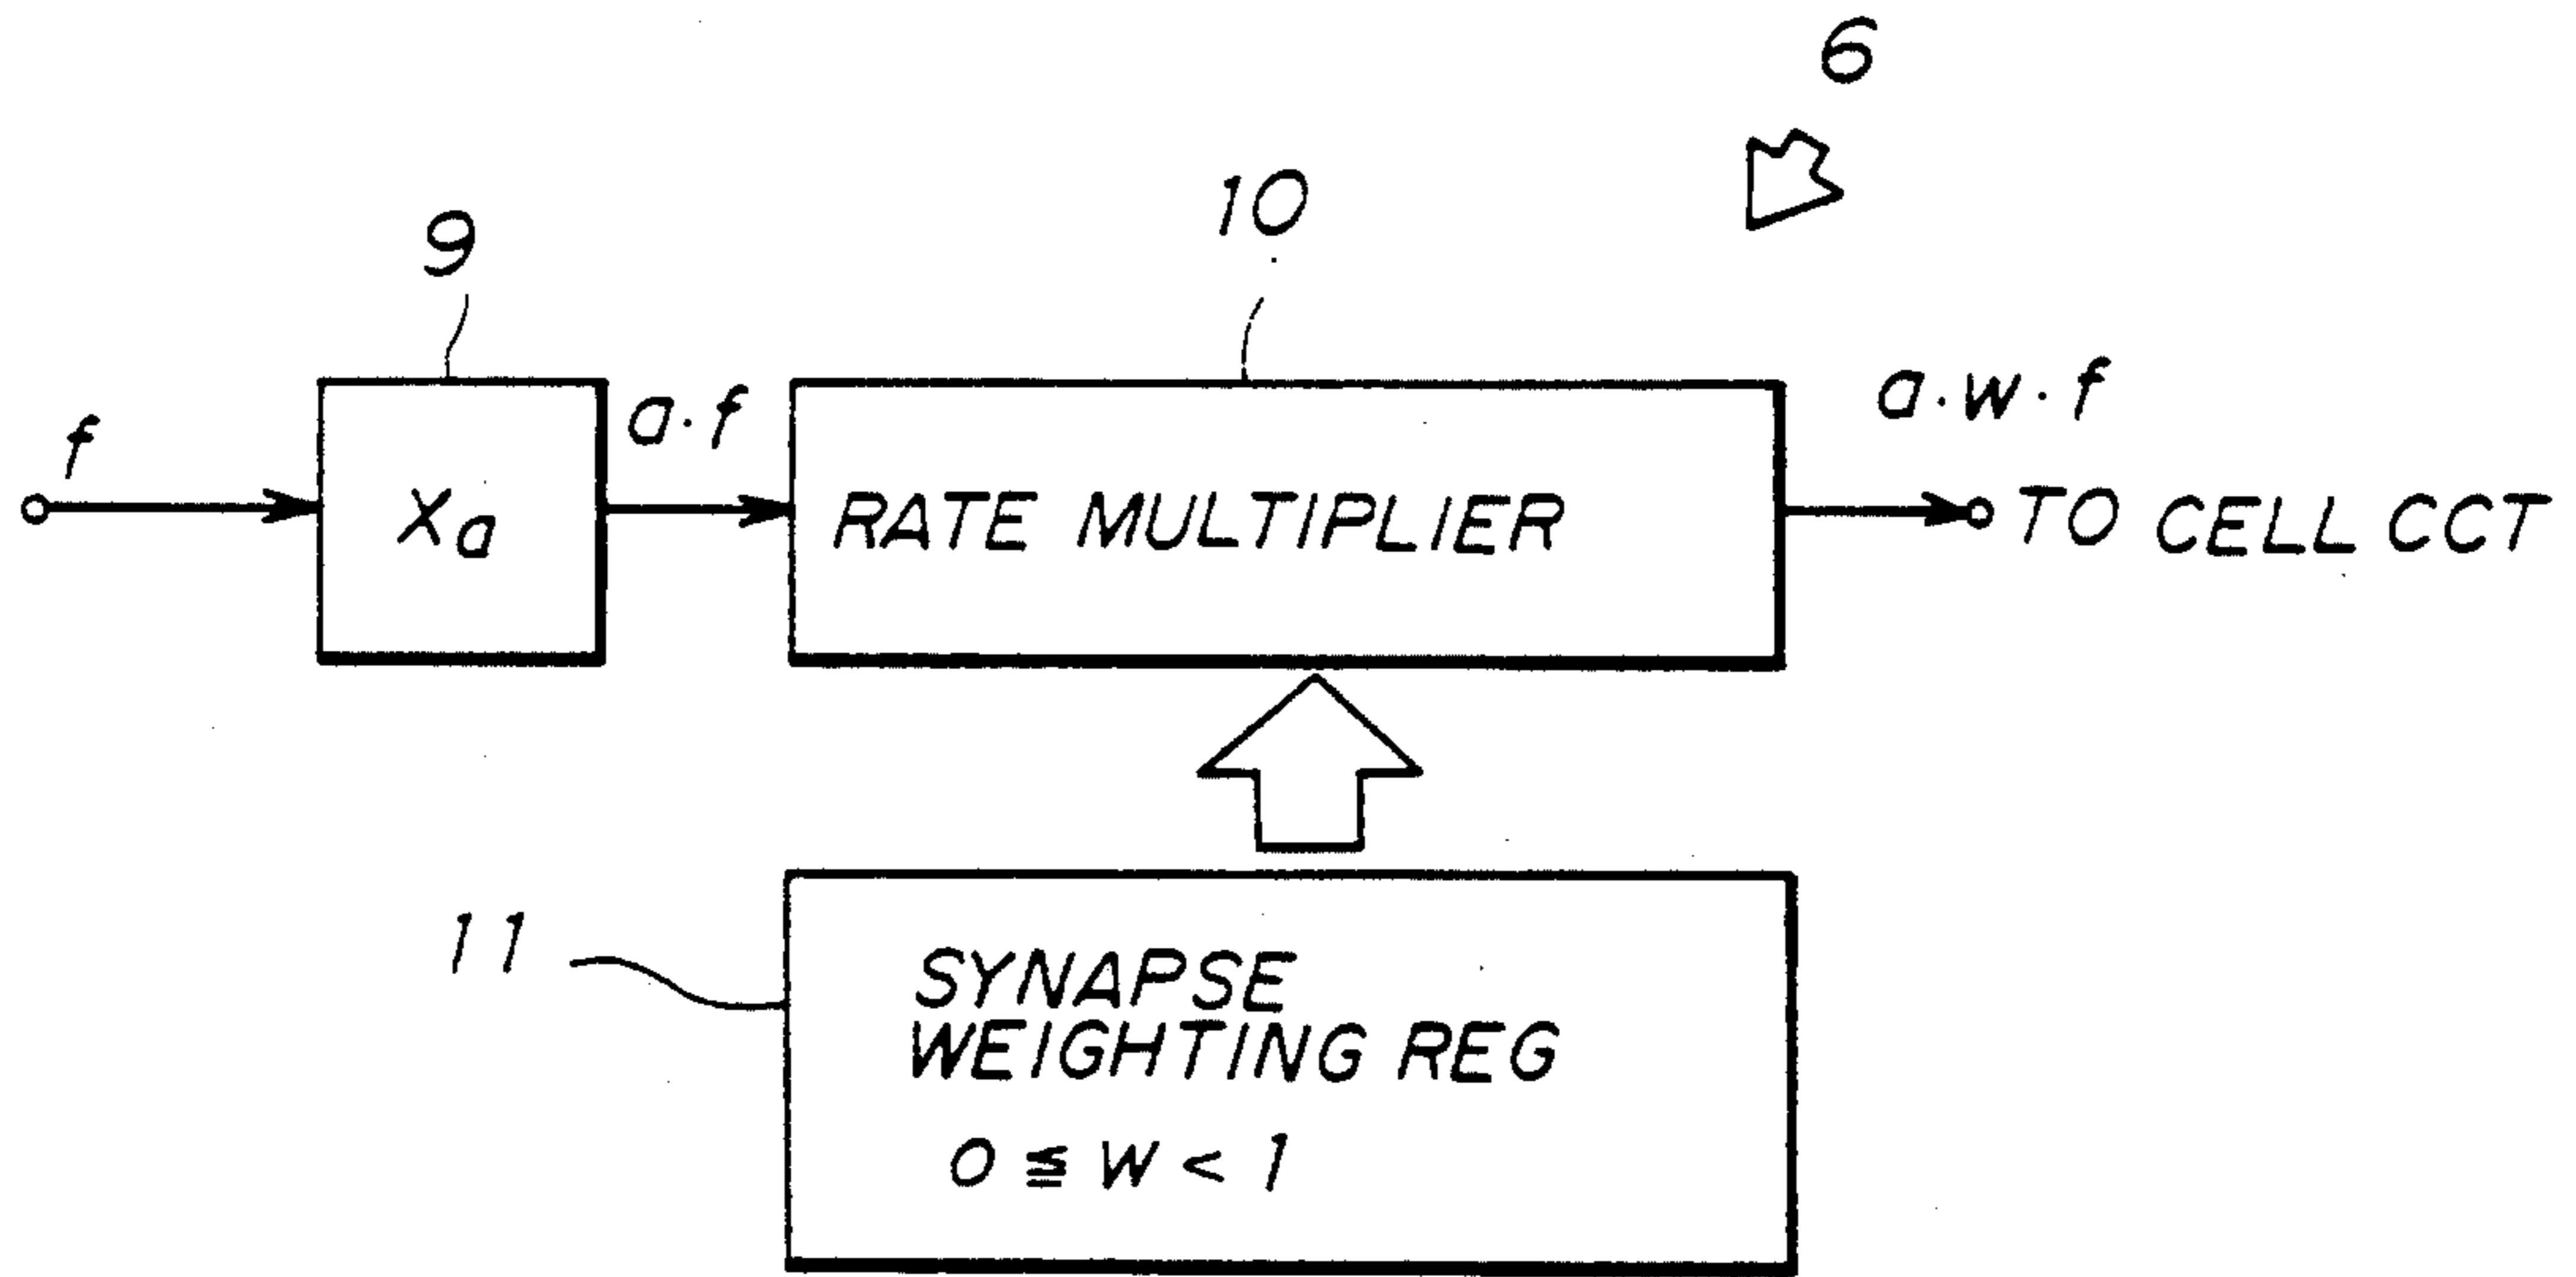 6
10
9
f
a·f
a·w·f
Xa
RATE MULTIPLIER
TO CELL CCT
11
SYNAPSE
WEIGHTING REG
0 ≦ W < 1